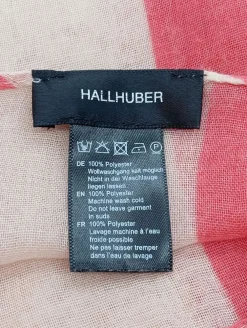 HALLHUBER
DE 100% Polyester
Wollwaschgang kalt möglich
Nicht in der Waschlauge
liegen lassen
EN 100% Polyester
Machine wash cold
Do not leave garment
in suds
FR 100% Polyester
Lavage machine à l'eau
froide possible
Ne pas laisser tremper
dans l'eau de lavage